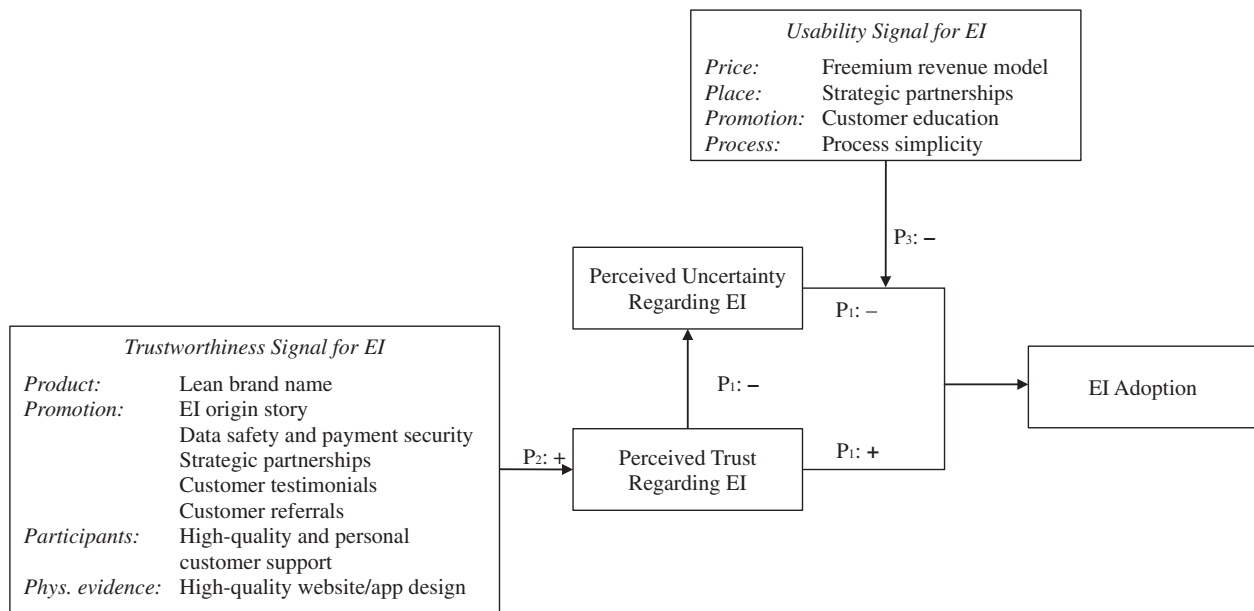 Usability Signal for EI
Price: Freemium revenue model
Place: Strategic partnerships
Promotion: Customer education
Process: Process simplicity
P3: –
Perceived Uncertainty
Regarding EI
P1: –
Trustworthiness Signal for EI
Product: Lean brand name
Promotion: EI origin story
Data safety and payment security
Strategic partnerships
Customer testimonials
Customer referrals
Participants: High-quality and personal
customer support
Phys. evidence: High-quality website/app design
P1: –
EI Adoption
P2: +
Perceived Trust
Regarding EI
P1: +